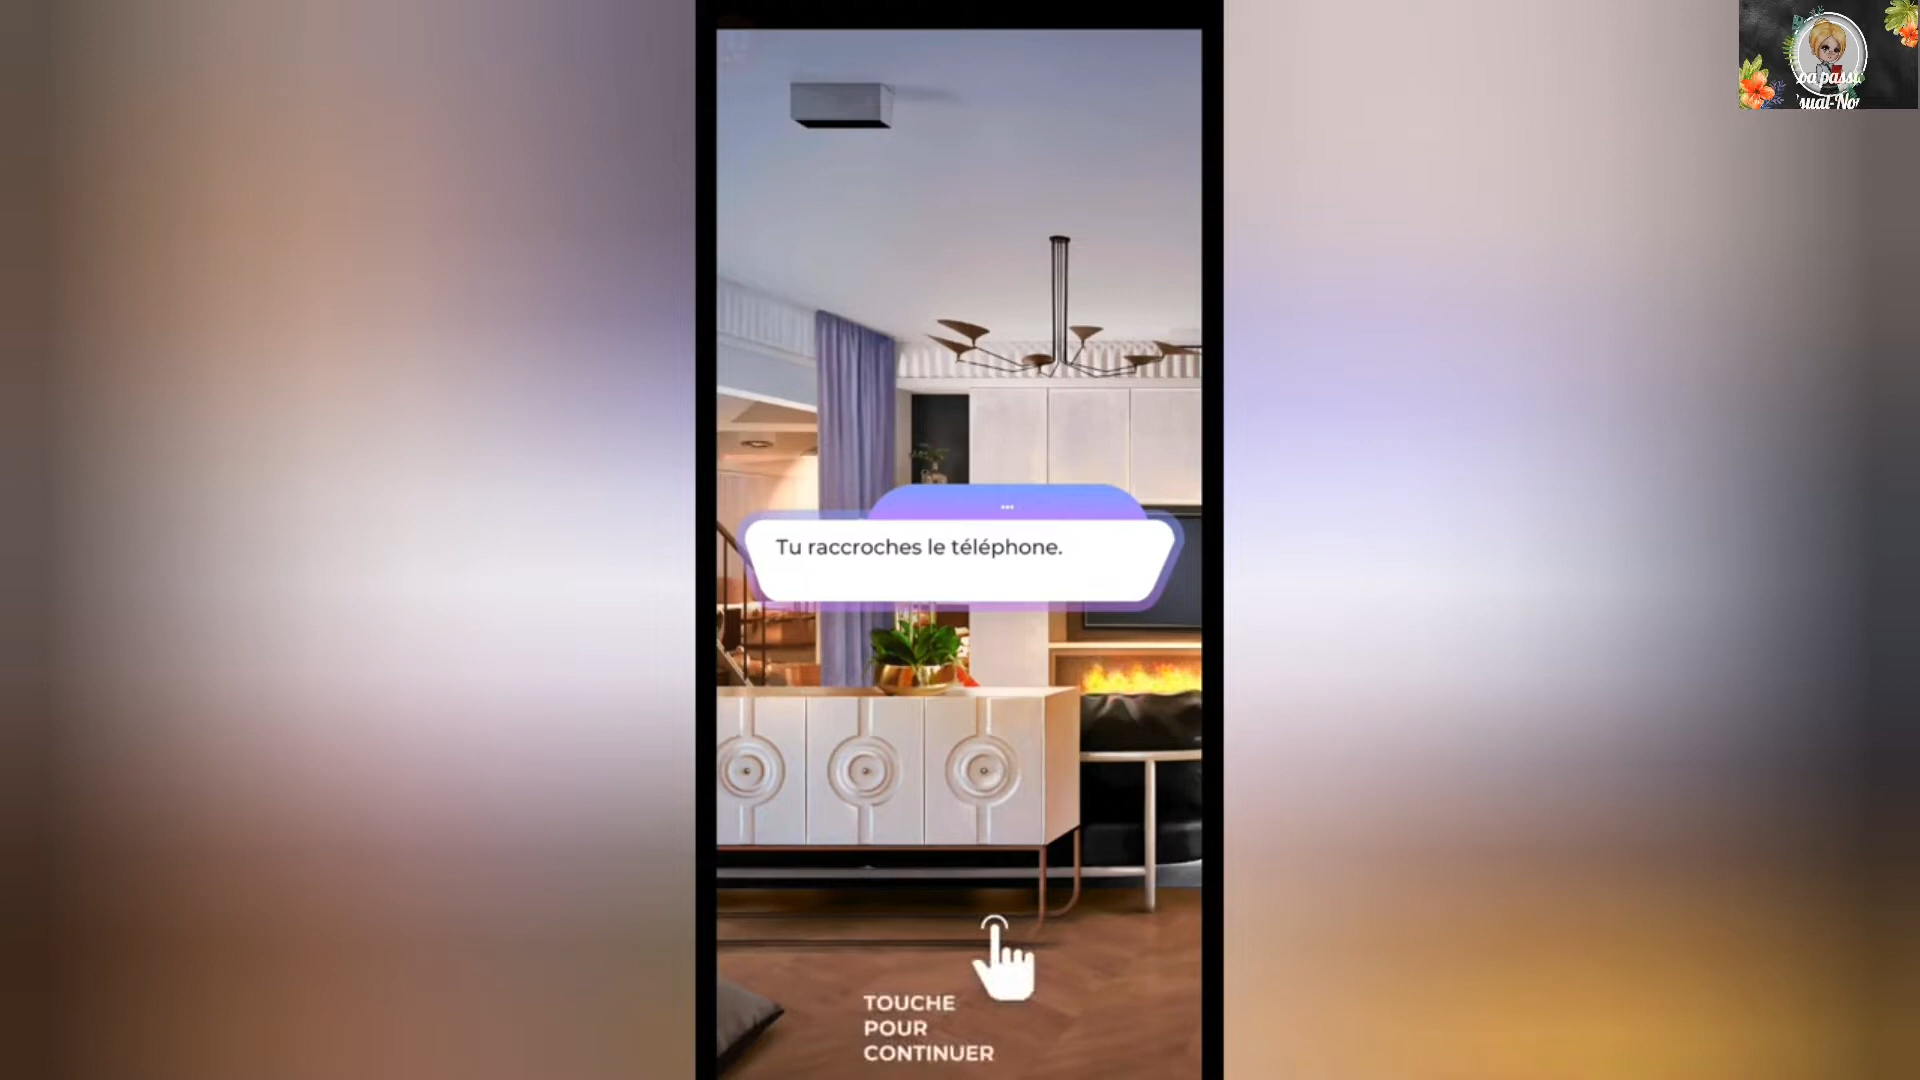 ...
Tu raccroches le téléphone.
TOUCHE
POUR
CONTINUER